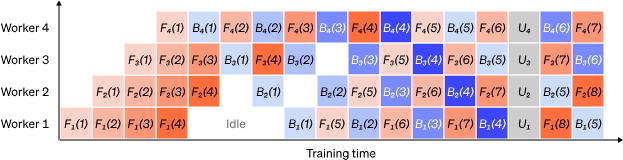 Worker 4 F₄(1) B₄(1) F₄(2) B₄(2) F₄(3) B₄(3) F₄(4) B₄(4) F₄(5) B₄(5) F₄(6) U₄ B₄(6) F₄(7)
Worker 3 F₃(1) F₃(2) F₃(3) B₃(1) F₃(4) B₃(2) B₃(3) F₃(5) B₃(4) F₃(6) B₃(5) U₃ F₃(7) B₃(6)
Worker 2 F₂(1) F₂(2) F₂(3) F₂(4) B₂(1) B₂(2) F₂(5) B₂(3) F₂(6) B₂(4) F₂(7) U₂ B₂(5) F₂(8)
Worker 1 F₁(1) F₁(2) F₁(3) F₁(4) Idle B₁(1) F₁(5) B₁(2) F₁(6) B₁(3) F₁(7) B₁(4) U₁ F₁(8) B₁(5)
Training time